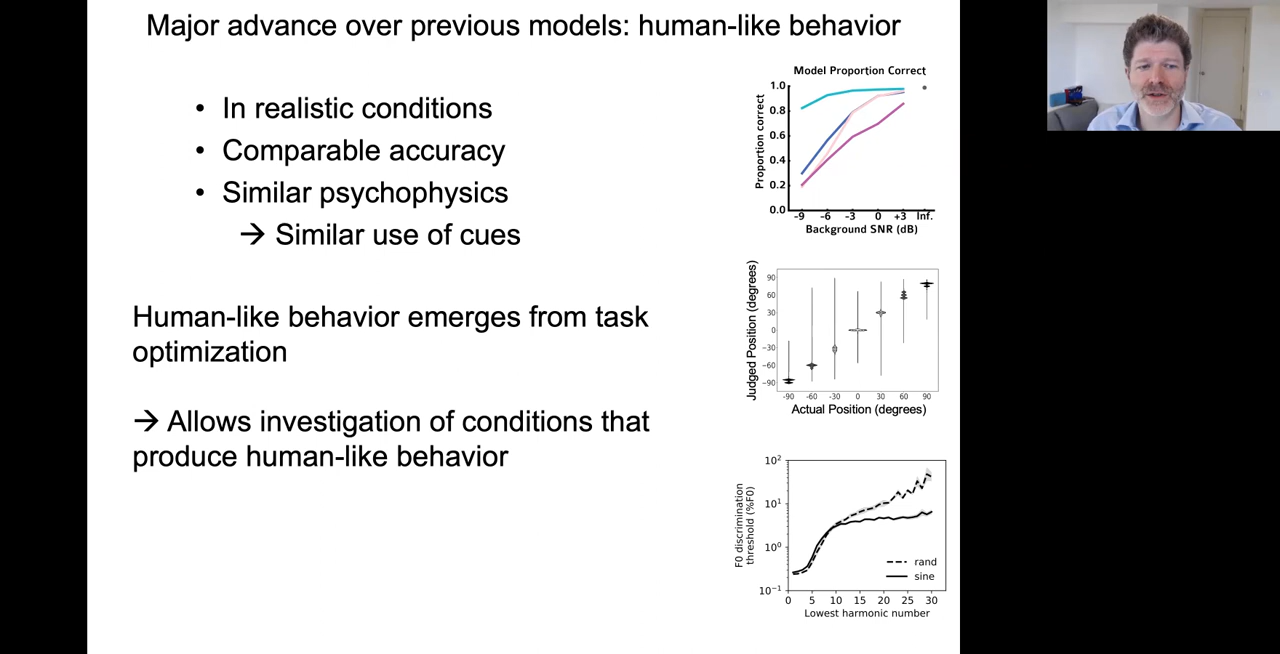 Major advance over previous models: human-like behavior
• In realistic conditions
• Comparable accuracy
• Similar psychophysics
→ Similar use of cues
Human-like behavior emerges from task
optimization
→ Allows investigation of conditions that
produce human-like behavior
Model Proportion Correct
Proportion correct
1.0
0.8
0.6
0.4
0.2
0.0
-9 -6 -3 0 +3 Inf.
Background SNR (dB)
Judged Position (degrees)
90
60
30
0
−30
−60
−90
-90 -60 -30 0 30 60 90
Actual Position (degrees)
F0 discrimination
threshold (%F0)
10²
10¹
10⁰
10⁻¹
rand
sine
0 5 10 15 20 25 30
Lowest harmonic number